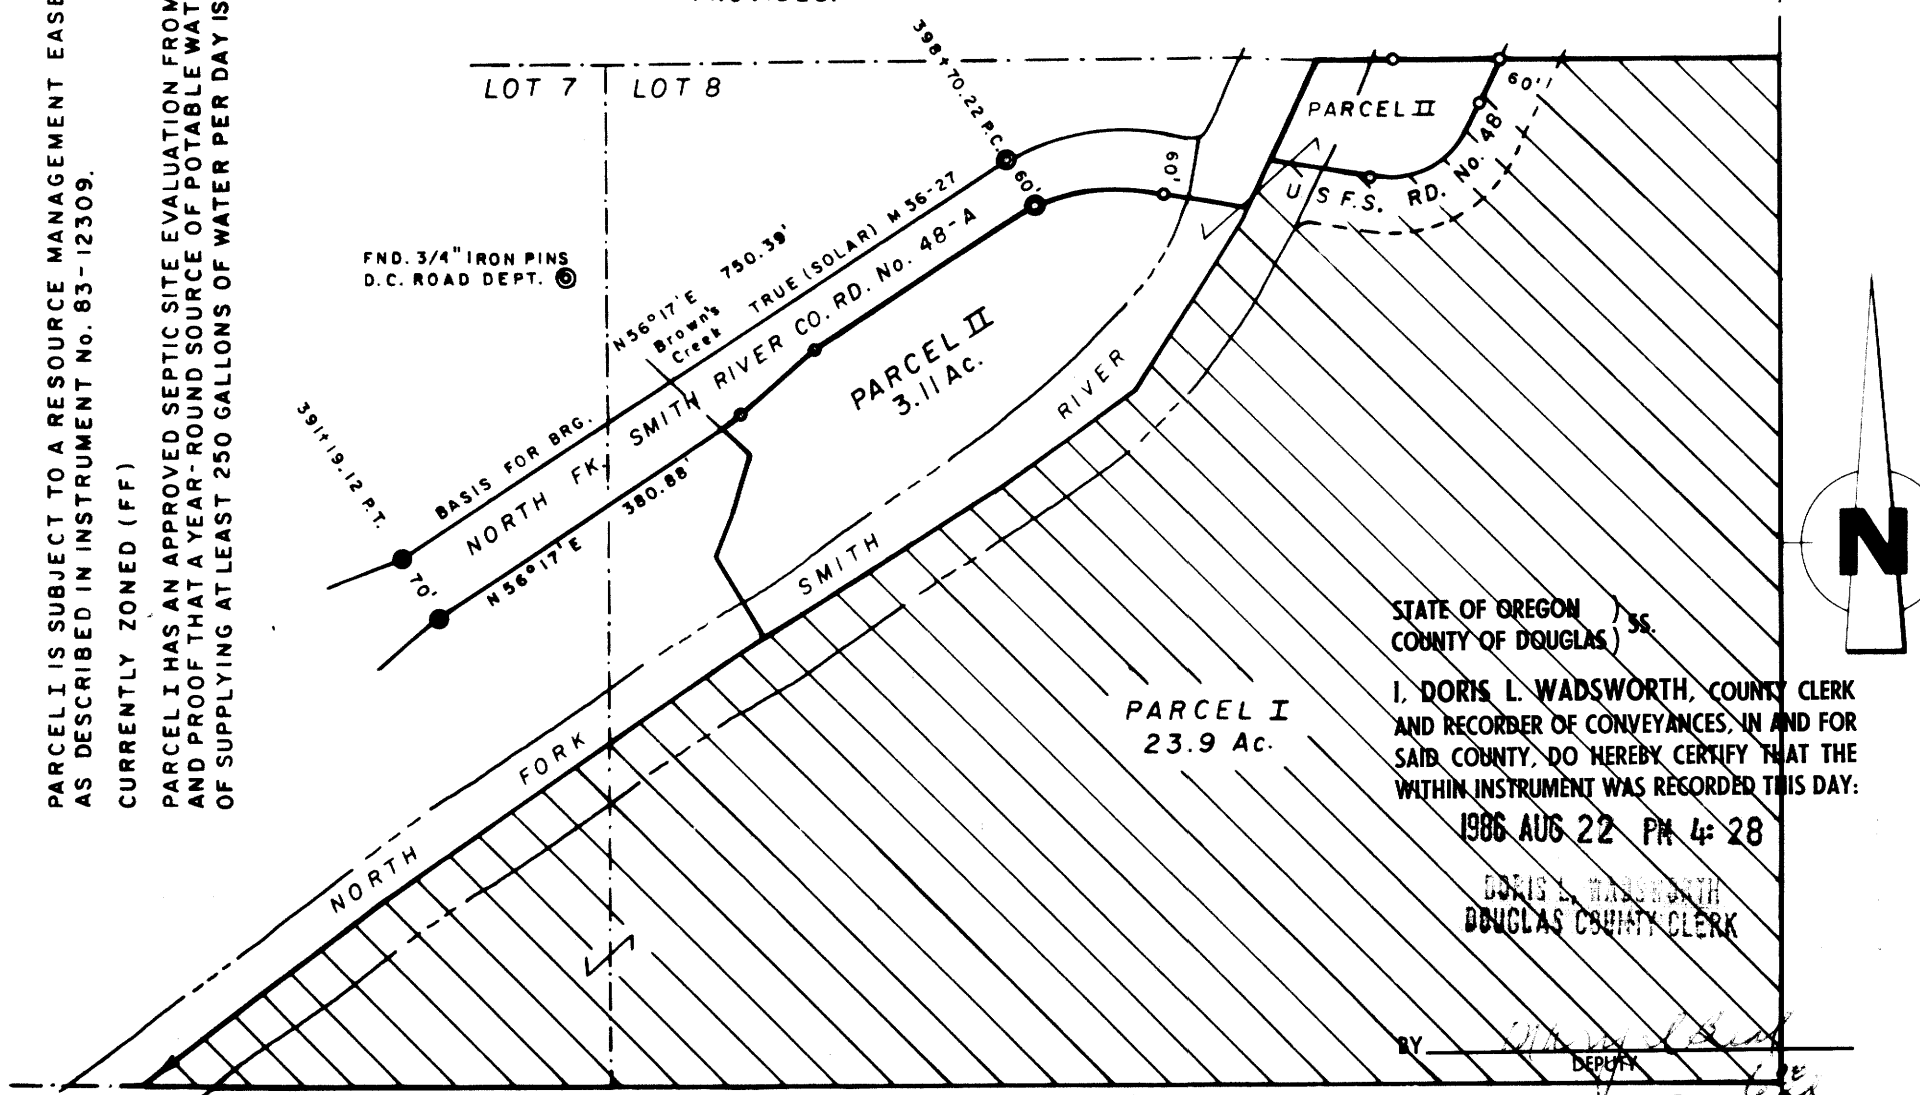 PARCEL I IS SUBJECT TO A RESOURCE MANAGEMENT EASE
AS DESCRIBED IN INSTRUMENT No. 83-12309.
CURRENTLY ZONED (FF)
PARCEL I HAS AN APPROVED SEPTIC SITE EVALUATION FROM
AND PROOF THAT A YEAR-ROUND SOURCE OF POTABLE WAT
OF SUPPLYING AT LEAST 250 GALLONS OF WATER PER DAY IS
LOT 7
LOT 8
398+70.22 P.C.
60'
60'
PARCEL II
60'
U.S.F.S. RD. No. 48
FND. 3/4" IRON PINS
D.C. ROAD DEPT.
N56°17'E 750.39'
Brown's
Creek
BASIS FOR BRG. TRUE (SOLAR) M 56-27
NORTH FK. SMITH RIVER CO. RD. No. 48-A
391+19.12 P.T.
70'
N56°17'E 380.88'
PARCEL II
3.11 Ac.
NORTH FORK SMITH RIVER
PARCEL I
23.9 Ac.
N
STATE OF OREGON )
COUNTY OF DOUGLAS ) SS.
I, DORIS L. WADSWORTH, COUNTY CLERK
AND RECORDER OF CONVEYANCES, IN AND FOR
SAID COUNTY, DO HEREBY CERTIFY THAT THE
WITHIN INSTRUMENT WAS RECORDED THIS DAY:
1986 AUG 22 PM 4:28
DORIS L. WADSWORTH
DOUGLAS COUNTY CLERK
BY
DEPUTY